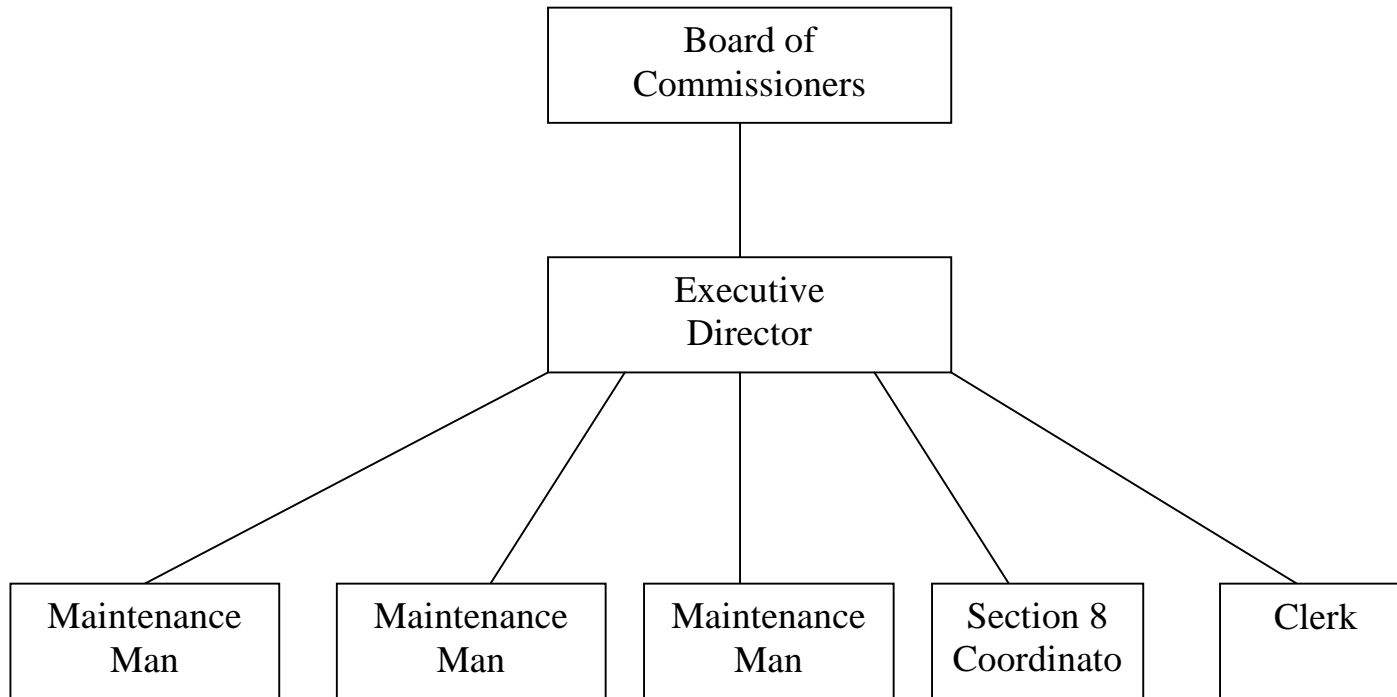 Board of
Commissioners
Executive
Director
Maintenance
Man
Maintenance
Man
Maintenance
Man
Section 8
Coordinato
Clerk